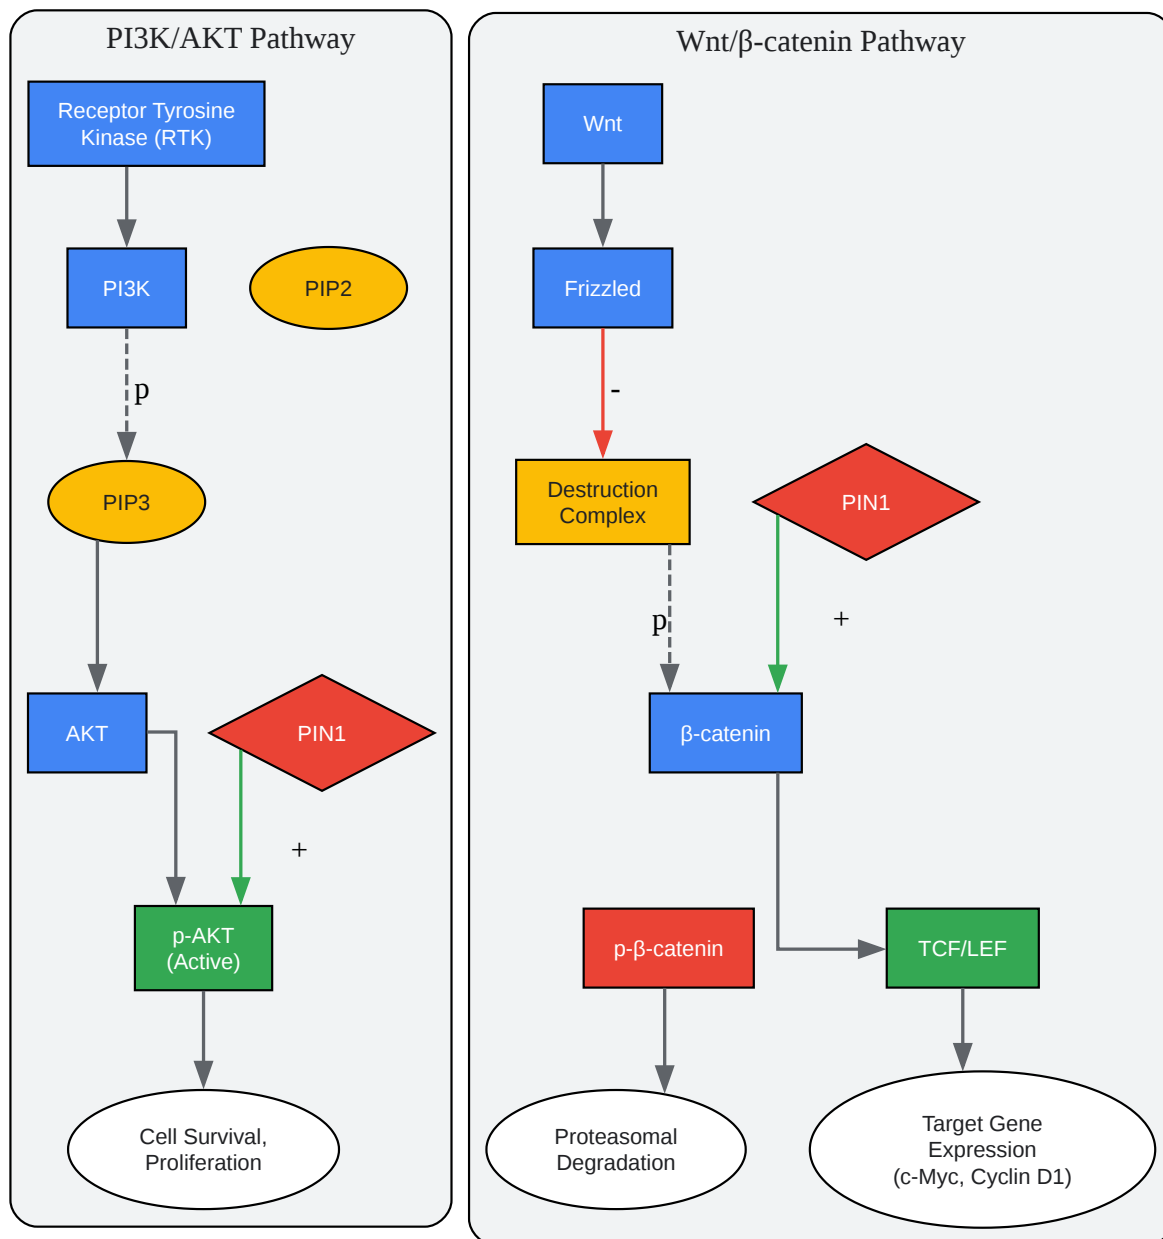 PI3K/AKT Pathway
Receptor Tyrosine
Kinase (RTK)
PI3K
PIP2
p
PIP3
AKT
PIN1
+
p-AKT
(Active)
Cell Survival,
Proliferation
Wnt/β-catenin Pathway
Wnt
Frizzled
-
Destruction
Complex
PIN1
p
+
β-catenin
p-β-catenin
TCF/LEF
Proteasomal
Degradation
Target Gene
Expression
(c-Myc, Cyclin D1)